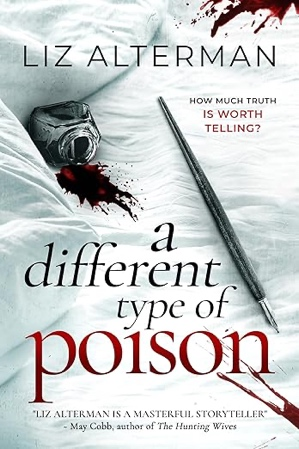 LIZ ALTERMAN
HOW MUCH TRUTH
IS WORTH
TELLING?
a
different
type of
poison
"LIZ ALTERMAN IS A MASTERFUL STORYTELLER"
- May Cobb, author of The Hunting Wives